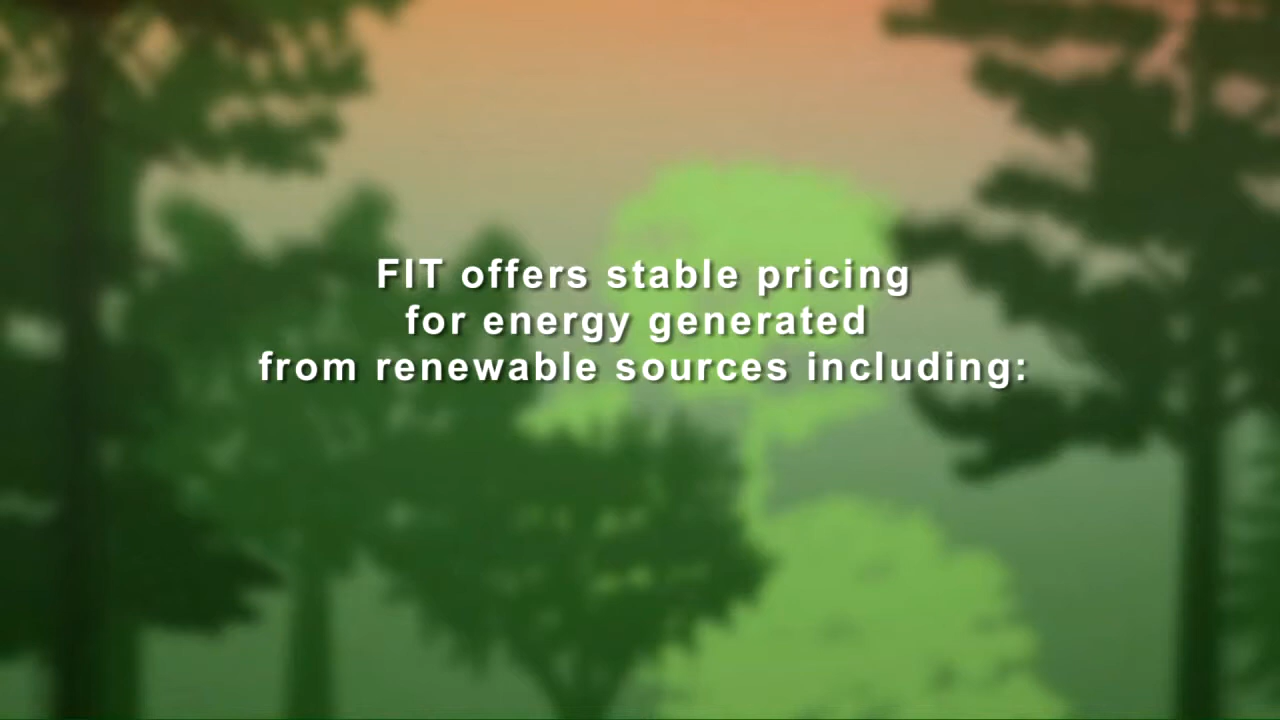 FIT offers stable pricing
for energy generated
from renewable sources including: